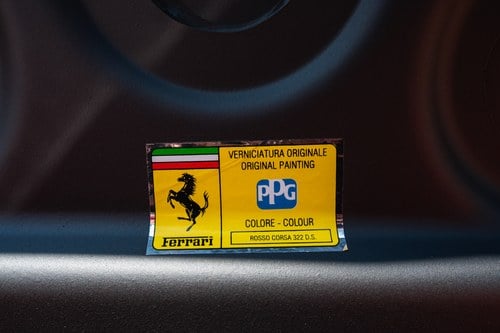 VERNICIATURA ORIGINALE
ORIGINAL PAINTING
PPG
COLORE - COLOUR
ROSSO CORSA 322 D.S.
Ferrari